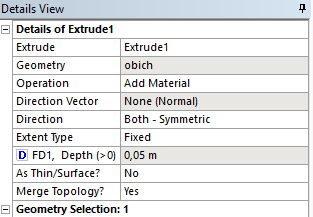 Details View
Details of Extrude1
Extrude Extrude1
Geometry obich
Operation Add Material
Direction Vector None (Normal)
Direction Both - Symmetric
Extent Type Fixed
D FD1, Depth (>0) 0,05 m
As Thin/Surface? No
Merge Topology? Yes
Geometry Selection: 1